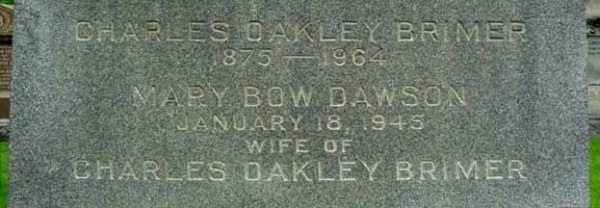 CHARLES OAKLEY BRIMER
1875 — 1964
MARY BOW DAWSON
JANUARY 18, 1945
WIFE OF
CHARLES OAKLEY BRIMER